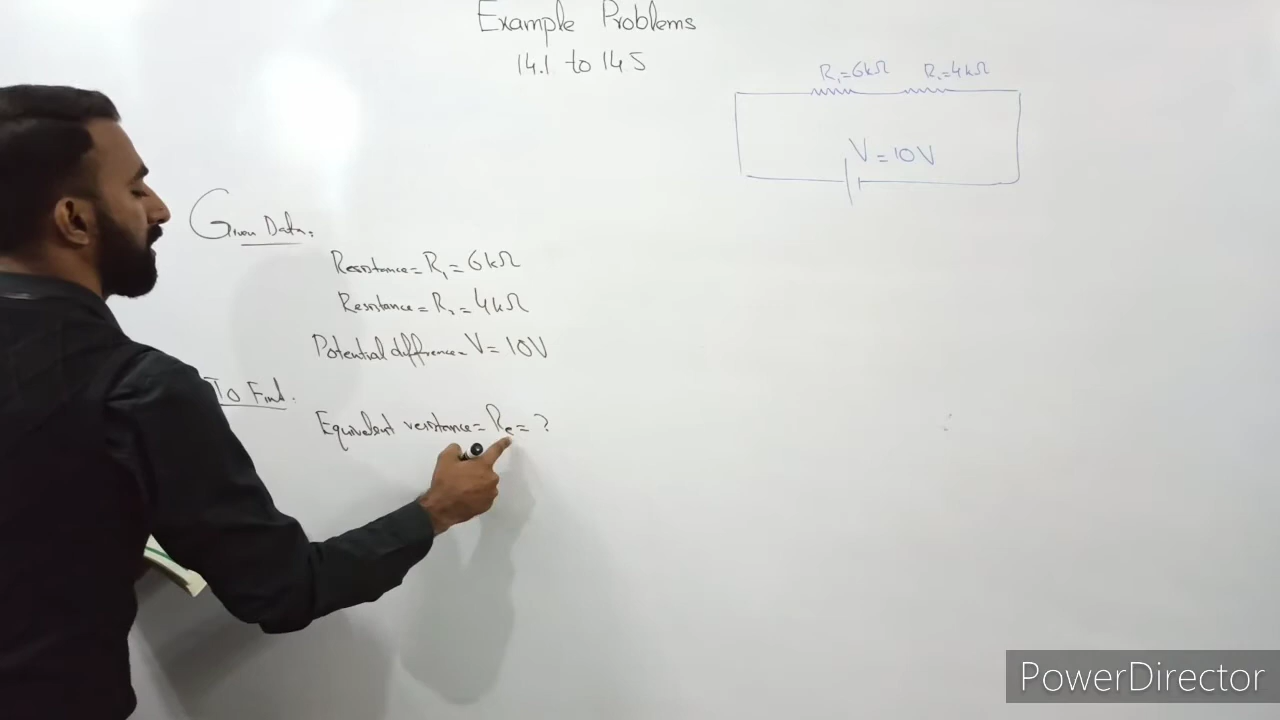 Example Problems
14.1 to 14.5
R₁=6kΩ R₂=4kΩ
V=10V
Given Data:
Resistance=R₁=6kΩ
Resistance=R₂=4kΩ
Potential difference=V=10V
To Find:
Equivalent resistance=Re=?
PowerDirector